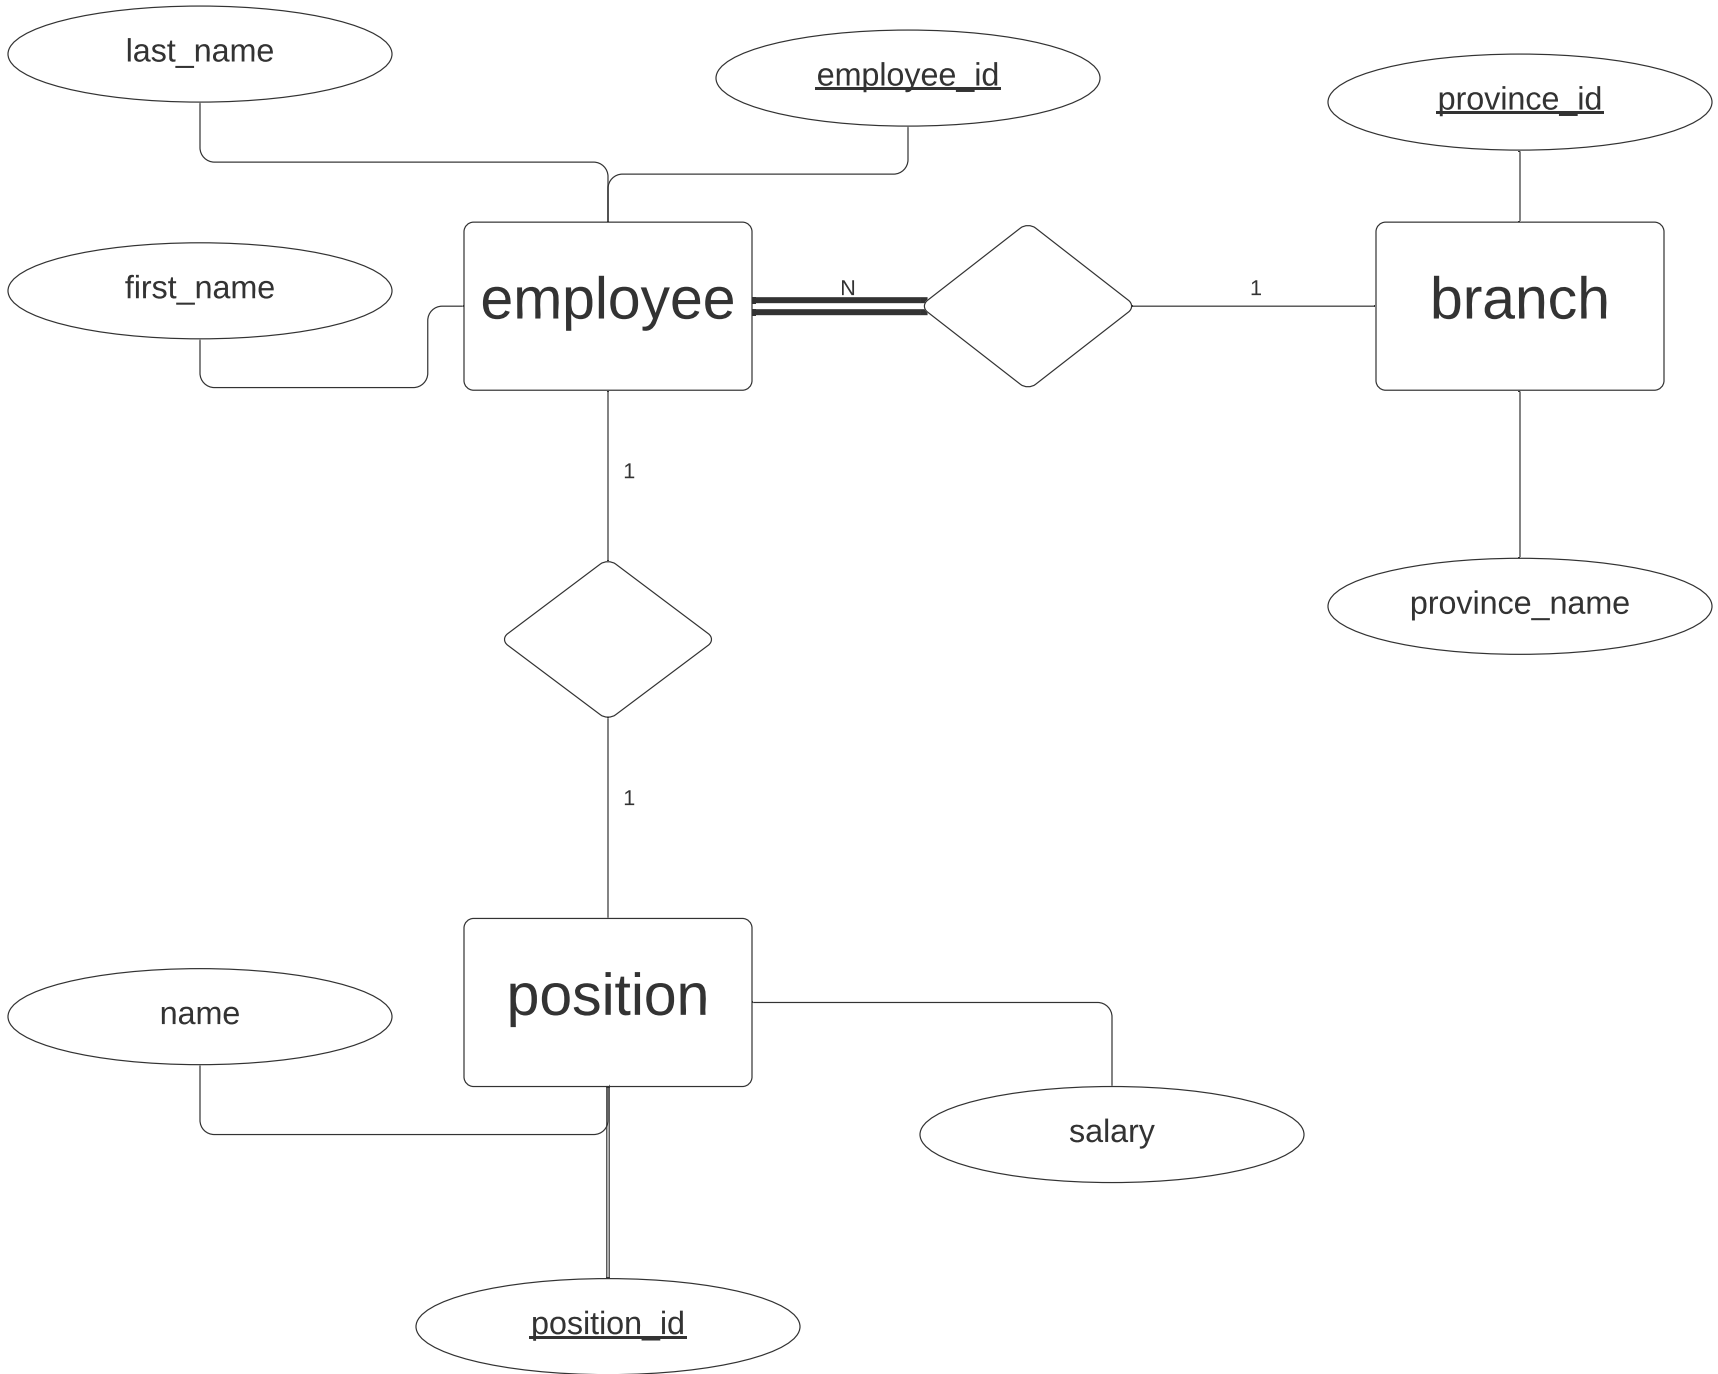 last_name
employee_id
province_id
first_name
employee
N
1
branch
1
province_name
1
position
name
salary
position_id